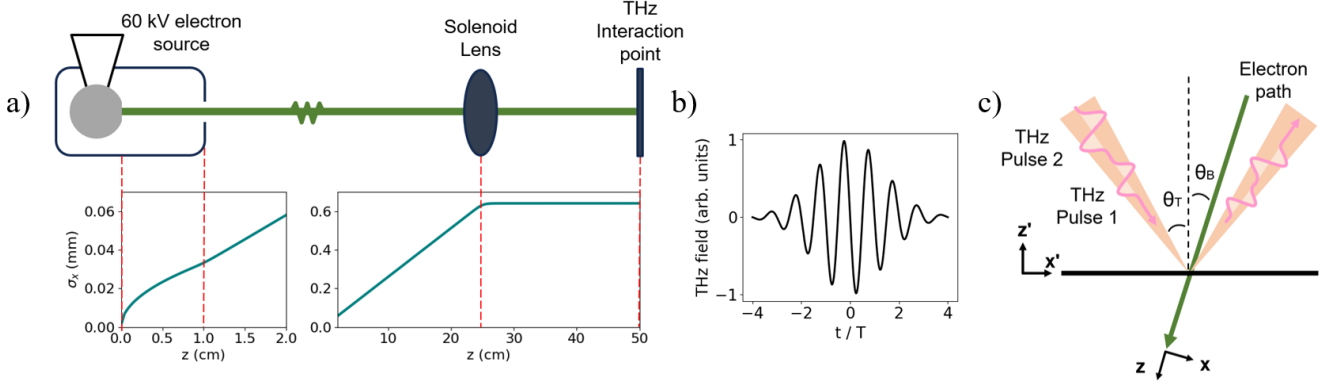 a)
60 kV electron
source
Solenoid
Lens
THz
Interaction
point
0.06
0.04
0.02
0.00
σx (mm)
0.0
0.5
1.0
1.5
2.0
z (cm)
0.6
0.4
0.2
0.0
10
20
30
40
50
z (cm)
b)
1
0
−1
THz field (arb. units)
−4
−2
0
2
4
t / T
c)
Electron
path
THz
Pulse 2
THz
Pulse 1
θT
θB
z'
x'
z
x